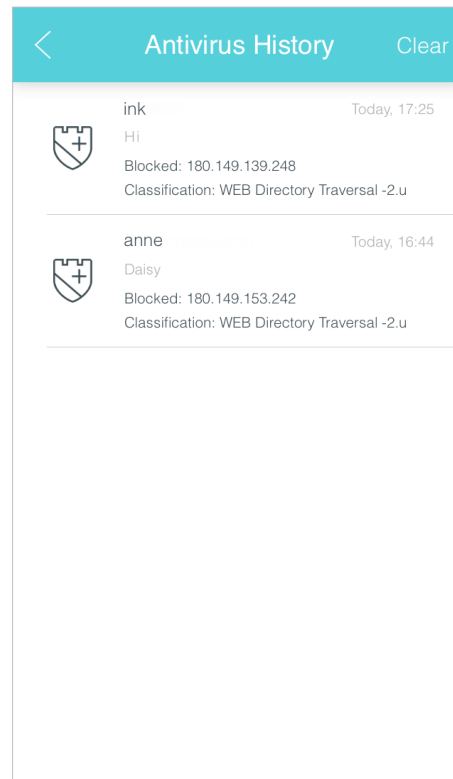 Antivirus History Clear
ink Today, 17:25
Hi
Blocked: 180.149.139.248
Classification: WEB Directory Traversal -2.u
anne Today, 16:44
Daisy
Blocked: 180.149.153.242
Classification: WEB Directory Traversal -2.u